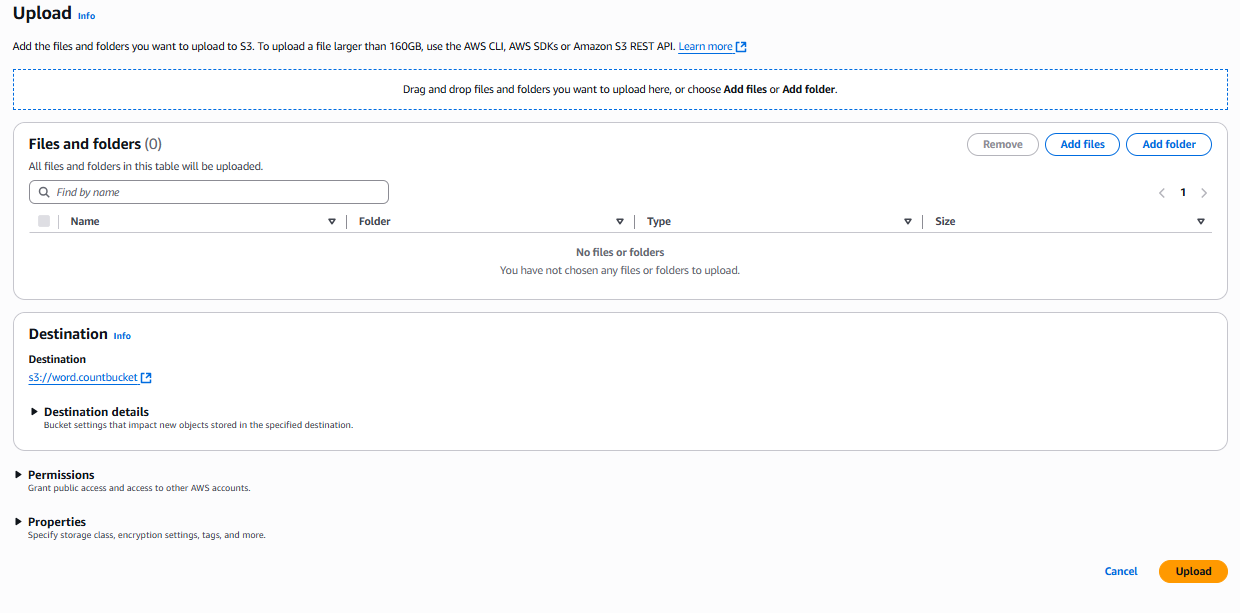 Upload Info
Add the files and folders you want to upload to S3. To upload a file larger than 160GB, use the AWS CLI, AWS SDKs or Amazon S3 REST API. Learn more
Drag and drop files and folders you want to upload here, or choose Add files or Add folder.
Files and folders (0)
Remove Add files Add folder
All files and folders in this table will be uploaded.
Find by name
1
Name Folder Type Size
No files or folders
You have not chosen any files or folders to upload.
Destination Info
Destination
s3://word.countbucket
Destination details
Bucket settings that impact new objects stored in the specified destination.
Permissions
Grant public access and access to other AWS accounts.
Properties
Specify storage class, encryption settings, tags, and more.
Cancel Upload